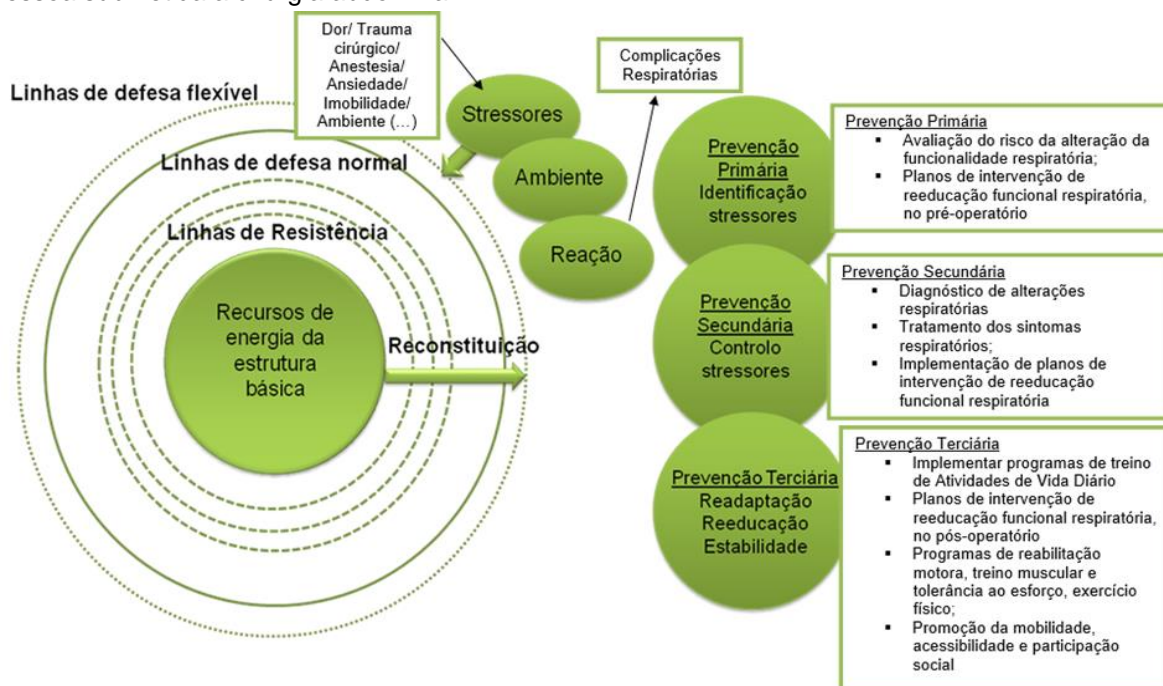 Dor/ Trauma
cirúrgico/
Anestesia/
Ansiedade/
Imobilidade/
Ambiente (...)
Linhas de defesa flexível
Linhas de defesa normal
Linhas de Resistência
Recursos de
energia da
estrutura
básica
Reconstituição
Stressores
Ambiente
Reação
Complicações
Respiratórias
Prevenção
Primária
Identificação
stressores
Prevenção Primária
▪ Avaliação do risco da alteração da
funcionalidade respiratória;
▪ Planos de intervenção de
reeducação funcional respiratória,
no pré-operatório
Prevenção
Secundária
Controlo
stressores
Prevenção Secundária
▪ Diagnóstico de alterações
respiratórias
▪ Tratamento dos sintomas
respiratórios;
▪ Implementação de planos de
intervenção de reeducação
funcional respiratória
Prevenção Terciária
Readaptação
Reeducação
Estabilidade
Prevenção Terciária
▪ Implementar programas de treino
de Atividades de Vida Diário
▪ Planos de intervenção de
reeducação funcional respiratória,
no pós-operatório
▪ Programas de reabilitação
motora, treino muscular e
tolerância ao esforço, exercício
físico;
▪ Promoção da mobilidade,
acessibilidade e participação
social